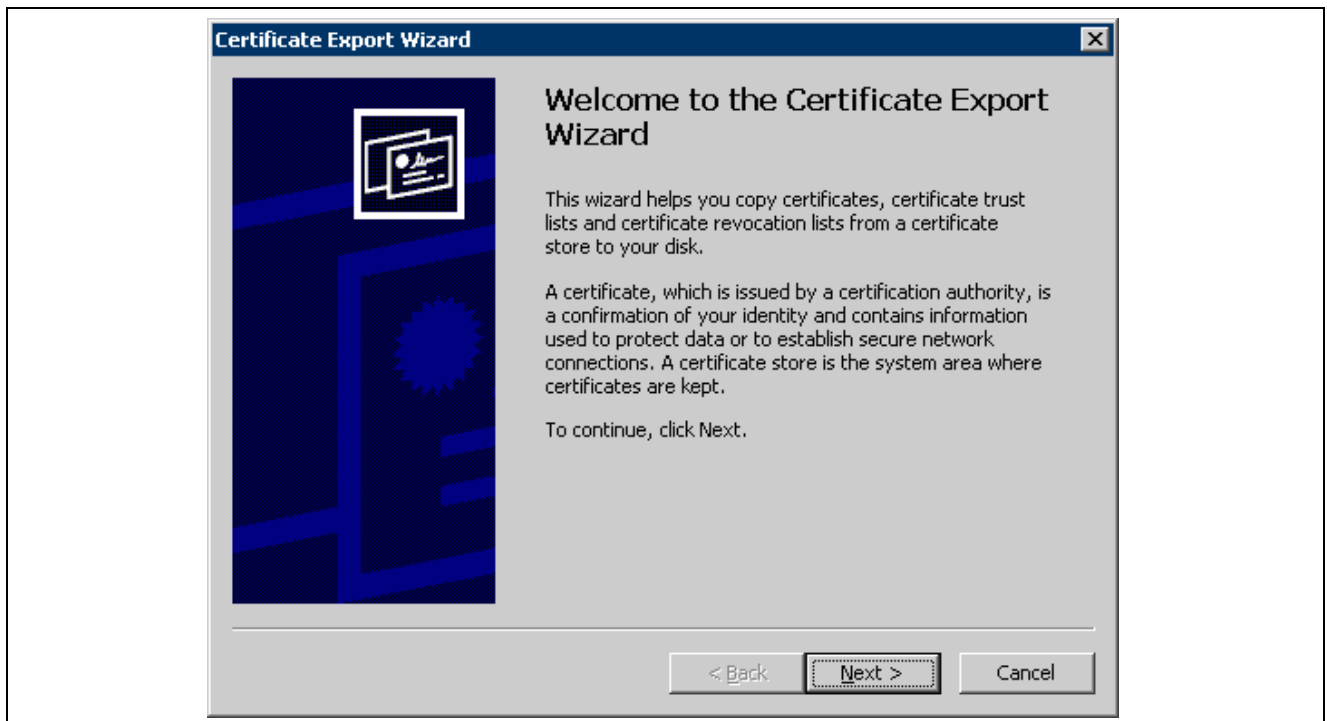 Certificate Export Wizard
Welcome to the Certificate Export
Wizard
This wizard helps you copy certificates, certificate trust
lists and certificate revocation lists from a certificate
store to your disk.
A certificate, which is issued by a certification authority, is
a confirmation of your identity and contains information
used to protect data or to establish secure network
connections. A certificate store is the system area where
certificates are kept.
To continue, click Next.
< Back
Next >
Cancel